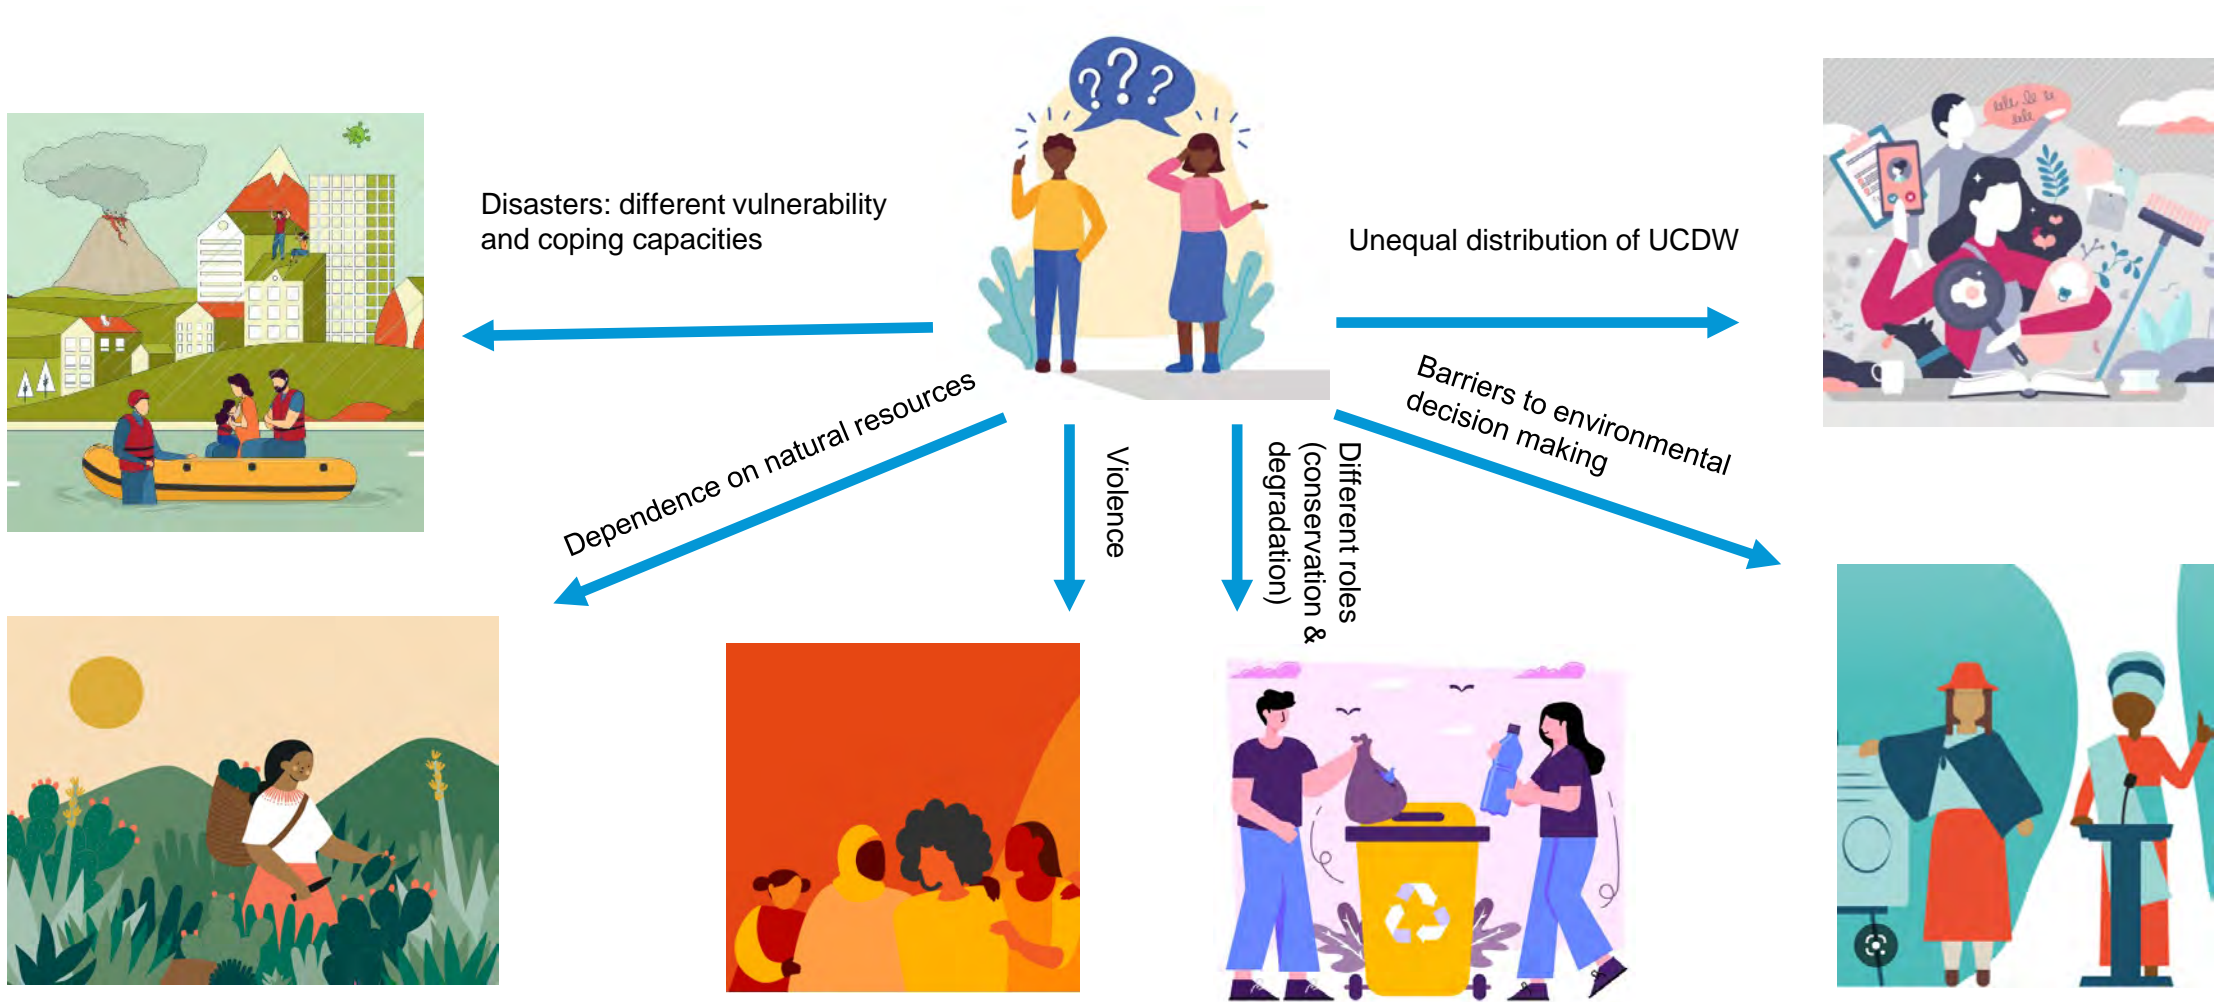 ???
Disasters: different vulnerability
and coping capacities
Unequal distribution of UCDW
Barriers to environmental
decision making
Dependence on natural resources
Violence
Different roles
(conservation &
degradation)